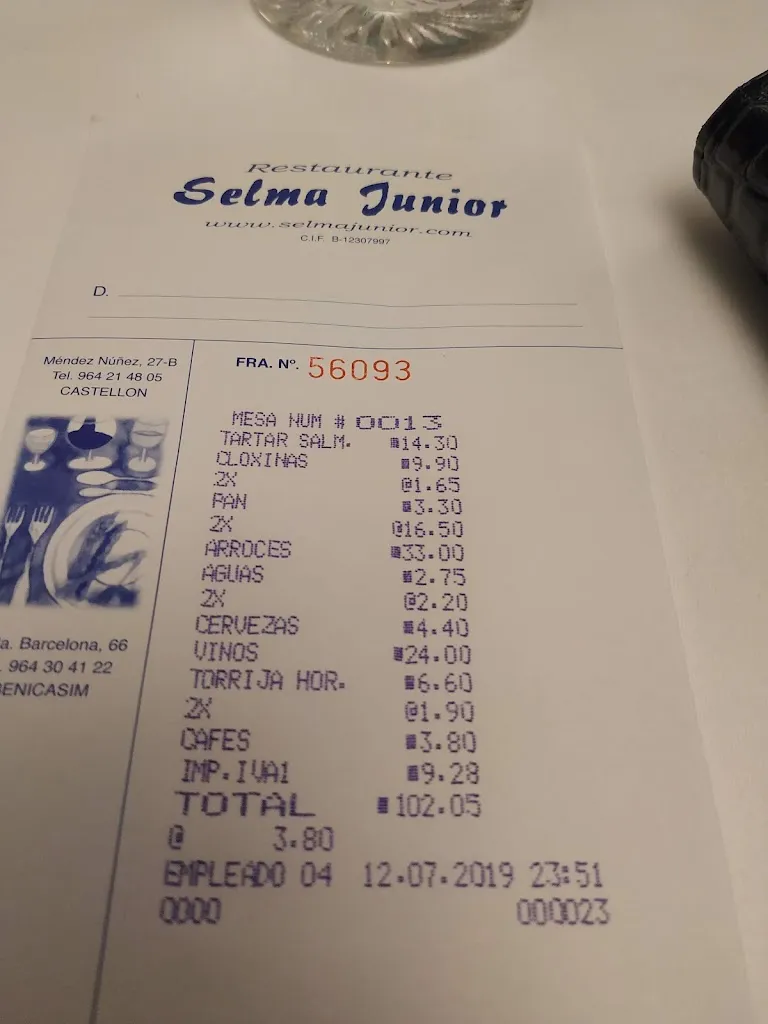 Restaurante
Selma Junior
www.selmajunior.com
C.I.F. B-12307997
D.
Méndez Núñez, 27-B
Tel. 964 21 48 05
CASTELLON
Barcelona, 66
964 30 41 22
FRA. Nº. 56093
MESA NUM # 0013
TARTAR SALM. 14.30
CLOXINAS 9.90
2X @1.65
PAN 3.30
2X @16.50
ARROCES 33.00
AGUAS 2.75
2X @2.20
CERVEZAS 4.40
VINOS 24.00
TORRIJA HOR. 6.60
2X @1.90
CAFES 3.80
IMP.IVA1 9.28
TOTAL 102.05
@ 3.80
EMPLEADO 04 12.07.2019 23:51
0000 000023